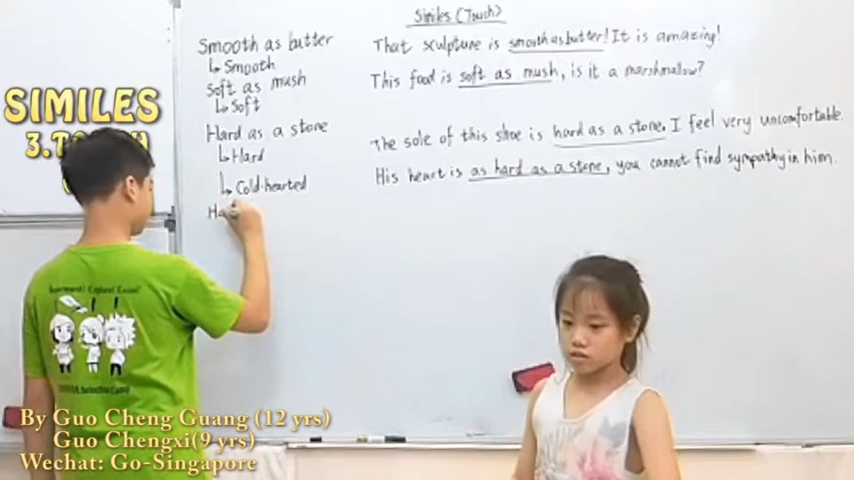 Similes (Touch)
Smooth as butter
↳ Smooth
Soft as mush
↳ Soft
Hard as a stone
↳ Hard
↳ Cold-hearted
Ha
That sculpture is smooth as butter! It is amazing!
This food is soft as mush, is it a marshmallow?
The sole of this shoe is hard as a stone. I feel very uncomfortable.
His heart is as hard as a stone, you cannot find sympathy in him.
SIMILES
3.
By Guo Cheng Guang (12 yrs)
Guo Chengxi(9 yrs)
Wechat: Go-Singapore